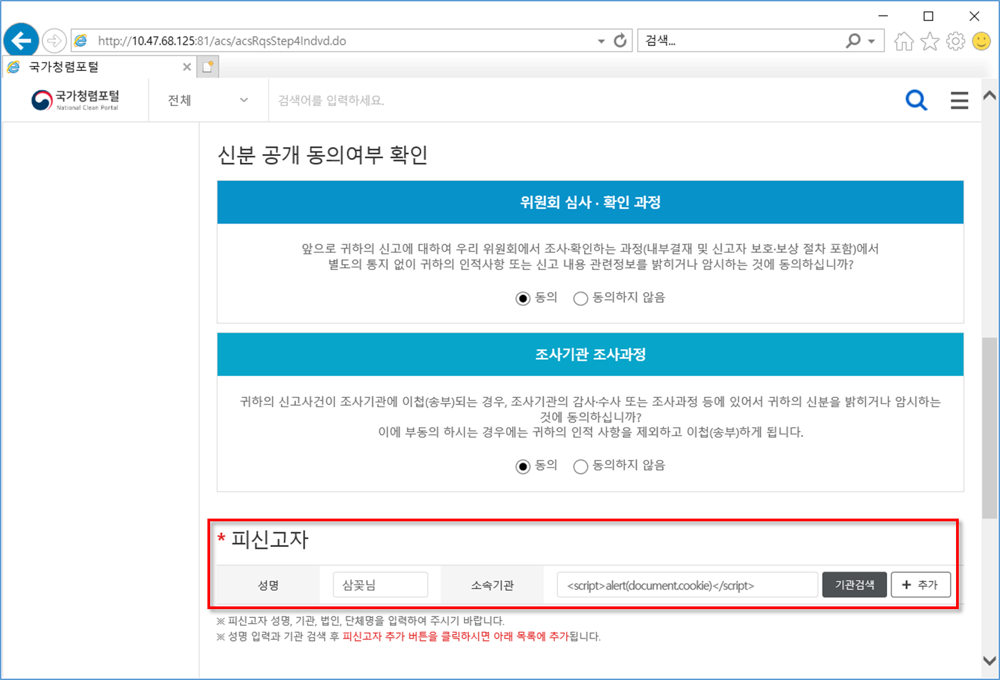 http://10.47.68.125:81/acs/acsRqsStep4Indvd.do
검색...
국가청렴포털
국가청렴포털
National Clean Portal
전체
검색어를 입력하세요.
신분 공개 동의여부 확인
위원회 심사 · 확인 과정
앞으로 귀하의 신고에 대하여 우리 위원회에서 조사·확인하는 과정(내부결재 및 신고자 보호·보상 절차 포함)에서
별도의 통지 없이 귀하의 인적사항 또는 신고 내용 관련정보를 밝히거나 암시하는 것에 동의하십니까?
동의 동의하지 않음
조사기관 조사과정
귀하의 신고사건이 조사기관에 이첩(송부)되는 경우, 조사기관의 감사·수사 또는 조사과정 등에 있어서 귀하의 신분을 밝히거나 암시하는
것에 동의하십니까?
이에 부동의 하시는 경우에는 귀하의 인적 사항을 제외하고 이첩(송부)하게 됩니다.
동의 동의하지 않음
* 피신고자
성명 삼꽃님 소속기관 <script>alert(document.cookie)</script> 기관검색 + 추가
※ 피신고자 성명, 기관, 법인, 단체명을 입력하여 주시기 바랍니다.
※ 성명 입력과 기관 검색 후 피신고자 추가 버튼을 클릭하시면 아래 목록에 추가됩니다.